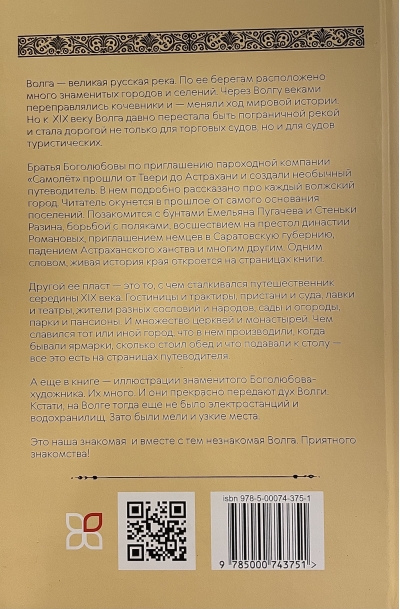 Волга — великая русская река. По ее берегам расположено
много знаменитых городов и селений. Через Волгу веками
переправлялись кочевники и — меняли ход мировой истории.
Но к XIX веку Волга давно перестала быть пограничной рекой
и стала дорогой не только для торговых судов, но и для судов
туристических.
Братья Боголюбовы по приглашению пароходной компании
«Самолёт» прошли от Твери до Астрахани и создали необычный
путеводитель. В нем подробно рассказано про каждый волжский
город. Читатель окунется в прошлое от самого основания
поселений. Познакомится с бунтами Емельяна Пугачева и Стеньки
Разина, борьбой с поляками, восшествием на престол династии
Романовых, приглашением немцев в Саратовскую губернию,
падением Астраханского ханства и многим другим. Одним
словом, живая история края откроется на страницах книги.
Другой ее пласт — это то, с чем сталкивался путешественник
середины XIX века. Гостиницы и трактиры, пристани и суда, лавки
и театры, жители разных сословий и народов, сады и огороды,
парки и пансионы. И множество церквей и монастырей. Чем
славился тот или иной город, что в нем производили, когда
бывали ярмарки, сколько стоил обед и что подавали к столу —
все это есть на страницах путеводителя.
А еще в книге — иллюстрации знаменитого Боголюбова-
художника. Их много. И они прекрасно передают дух Волги.
Кстати, на Волге тогда еще не было электростанций и
водохранилищ. Зато были мели и узкие места.
Это наша знакомая и вместе с тем незнакомая Волга. Приятного
знакомства!
isbn 978-5-00074-375-1
9 785000 743751 >